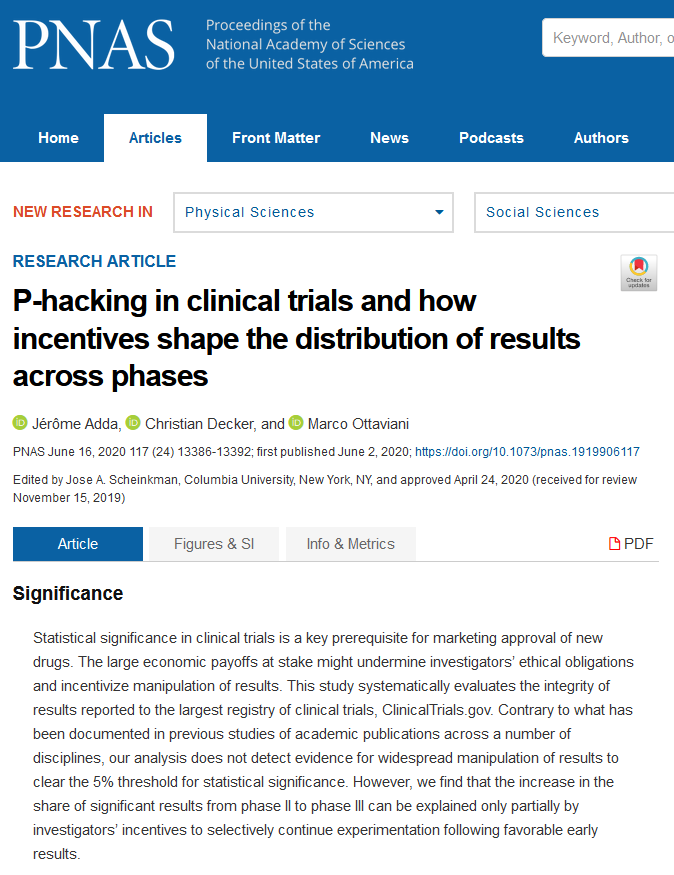 PNAS
Proceedings of the
National Academy of Sciences
of the United States of America
Keyword, Author, o
Home
Articles
Front Matter
News
Podcasts
Authors
NEW RESEARCH IN
Physical Sciences
Social Sciences
RESEARCH ARTICLE
Check for
updates
P-hacking in clinical trials and how
incentives shape the distribution of results
across phases
iD Jérôme Adda, iD Christian Decker, and iD Marco Ottaviani
PNAS June 16, 2020 117 (24) 13386-13392; first published June 2, 2020; https://doi.org/10.1073/pnas.1919906117
Edited by Jose A. Scheinkman, Columbia University, New York, NY, and approved April 24, 2020 (received for review
November 15, 2019)
Article
Figures & SI
Info & Metrics
PDF
Significance
Statistical significance in clinical trials is a key prerequisite for marketing approval of new
drugs. The large economic payoffs at stake might undermine investigators’ ethical obligations
and incentivize manipulation of results. This study systematically evaluates the integrity of
results reported to the largest registry of clinical trials, ClinicalTrials.gov. Contrary to what has
been documented in previous studies of academic publications across a number of
disciplines, our analysis does not detect evidence for widespread manipulation of results to
clear the 5% threshold for statistical significance. However, we find that the increase in the
share of significant results from phase II to phase III can be explained only partially by
investigators’ incentives to selectively continue experimentation following favorable early
results.